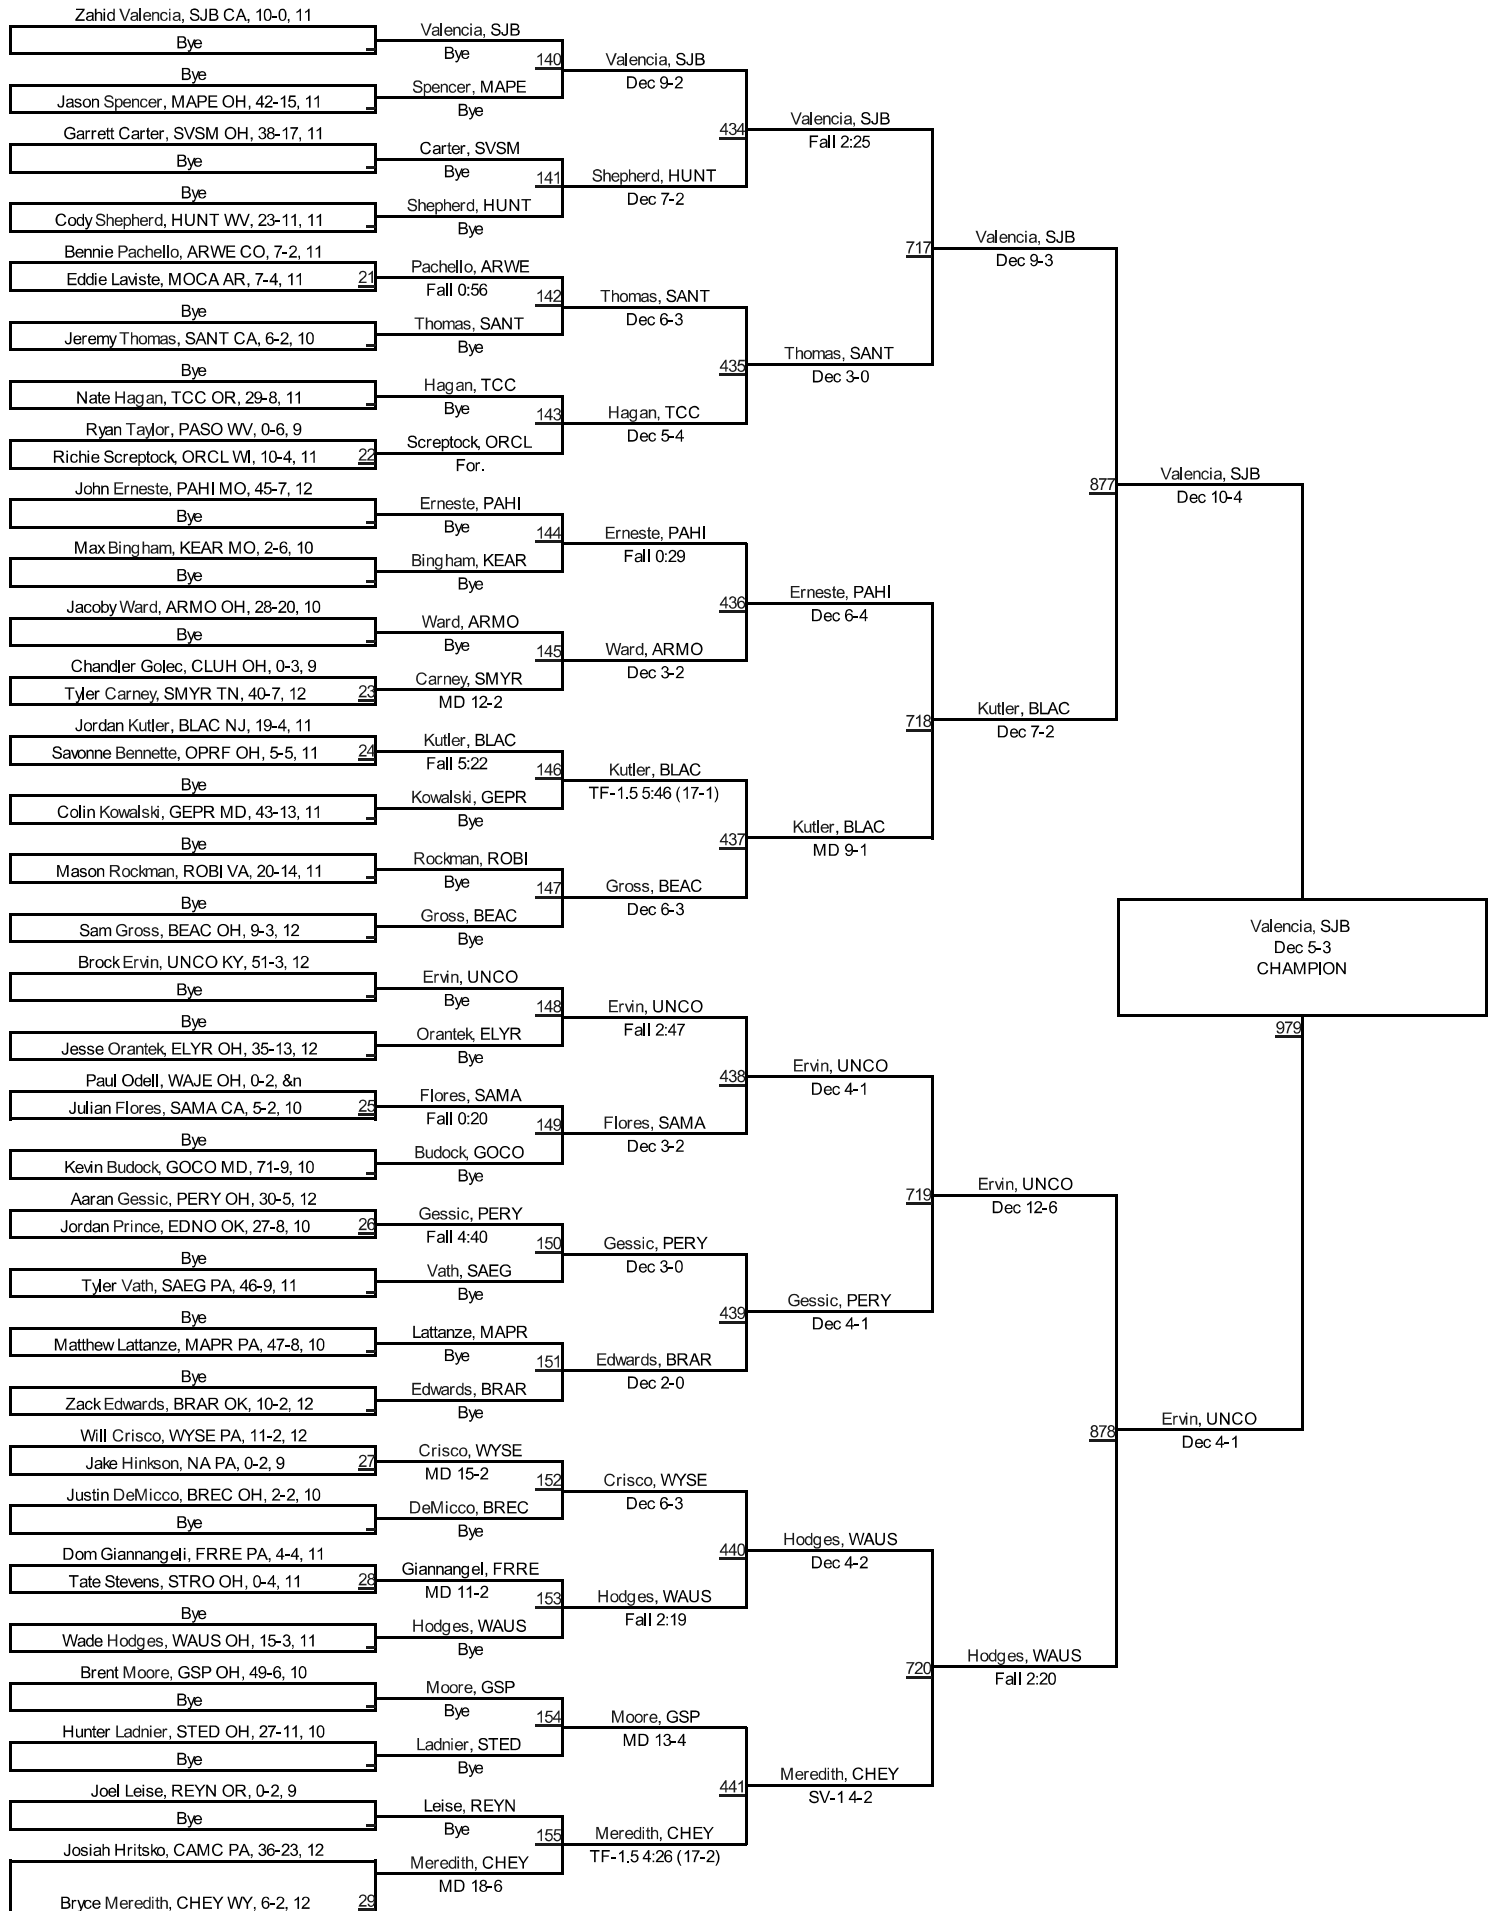 Zahid Valencia, SJB CA, 10-0, 11
Bye
Bye
Jason Spencer, MAPE OH, 42-15, 11
Garrett Carter, SVSM OH, 38-17, 11
Bye
Bye
Cody Shepherd, HUNT WV, 23-11, 11
Bennie Pachello, ARWE CO, 7-2, 11
Eddie Laviste, MOCA AR, 7-4, 11
21
Bye
Jeremy Thomas, SANT CA, 6-2, 10
Bye
Nate Hagan, TCC OR, 29-8, 11
Ryan Taylor, PASO WV, 0-6, 9
Richie Screptock, ORCL WI, 10-4, 11
22
John Erneste, PAHI MO, 45-7, 12
Bye
Max Bingham, KEAR MO, 2-6, 10
Bye
Jacoby Ward, ARMO OH, 28-20, 10
Bye
Chandler Golec, CLUH OH, 0-3, 9
Tyler Carney, SMYR TN, 40-7, 12
23
Jordan Kutler, BLAC NJ, 19-4, 11
Savonne Bennette, OPRF OH, 5-5, 11
24
Bye
Colin Kowalski, GEPR MD, 43-13, 11
Bye
Mason Rockman, ROBI VA, 20-14, 11
Bye
Sam Gross, BEAC OH, 9-3, 12
Brock Ervin, UNCO KY, 51-3, 12
Bye
Bye
Jesse Orantek, ELYR OH, 35-13, 12
Paul Odell, WAJE OH, 0-2, &n
Julian Flores, SAMA CA, 5-2, 10
25
Bye
Kevin Budock, GOCO MD, 71-9, 10
Aaran Gessic, PERY OH, 30-5, 12
Jordan Prince, EDNO OK, 27-8, 10
26
Bye
Tyler Vath, SAEG PA, 46-9, 11
Bye
Matthew Lattanze, MAPR PA, 47-8, 10
Bye
Zack Edwards, BRAR OK, 10-2, 12
Will Crisco, WYSE PA, 11-2, 12
Jake Hinkson, NA PA, 0-2, 9
27
Justin DeMicco, BREC OH, 2-2, 10
Bye
Dom Giannangeli, FRRE PA, 4-4, 11
Tate Stevens, STRO OH, 0-4, 11
28
Bye
Wade Hodges, WAUS OH, 15-3, 11
Brent Moore, GSP OH, 49-6, 10
Bye
Hunter Ladnier, STED OH, 27-11, 10
Bye
Joel Leise, REYN OR, 0-2, 9
Bye
Josiah Hritsko, CAMC PA, 36-23, 12
Bryce Meredith, CHEY WY, 6-2, 12
29
Valencia, SJB
Bye
140
Spencer, MAPE
Bye
Carter, SVSM
Bye
141
Shepherd, HUNT
Bye
Pachello, ARWE
Fall 0:56
142
Thomas, SANT
Bye
Hagan, TCC
Bye
143
Screptock, ORCL
For.
Erneste, PAHI
Bye
144
Bingham, KEAR
Bye
Ward, ARMO
Bye
145
Carney, SMYR
MD 12-2
Kutler, BLAC
Fall 5:22
146
Kowalski, GEPR
Bye
Rockman, ROBI
Bye
147
Gross, BEAC
Bye
Ervin, UNCO
Bye
148
Orantek, ELYR
Bye
Flores, SAMA
Fall 0:20
149
Budock, GOCO
Bye
Gessic, PERY
Fall 4:40
150
Vath, SAEG
Bye
Lattanze, MAPR
Bye
151
Edwards, BRAR
Bye
Crisco, WYSE
MD 15-2
152
DeMicco, BREC
Bye
Giannangel, FRRE
MD 11-2
153
Hodges, WAUS
Bye
Moore, GSP
Bye
154
Ladnier, STED
Bye
Leise, REYN
Bye
155
Meredith, CHEY
MD 18-6
Valencia, SJB
Dec 9-2
434
Shepherd, HUNT
Dec 7-2
Thomas, SANT
Dec 6-3
435
Hagan, TCC
Dec 5-4
Erneste, PAHI
Fall 0:29
436
Ward, ARMO
Dec 3-2
Kutler, BLAC
TF-1.5 5:46 (17-1)
437
Gross, BEAC
Dec 6-3
Ervin, UNCO
Fall 2:47
438
Flores, SAMA
Dec 3-2
Gessic, PERY
Dec 3-0
439
Edwards, BRAR
Dec 2-0
Crisco, WYSE
Dec 6-3
440
Hodges, WAUS
Fall 2:19
Moore, GSP
MD 13-4
441
Meredith, CHEY
TF-1.5 4:26 (17-2)
Valencia, SJB
Fall 2:25
717
Thomas, SANT
Dec 3-0
Erneste, PAHI
Dec 6-4
718
Kutler, BLAC
MD 9-1
Ervin, UNCO
Dec 4-1
719
Gessic, PERY
Dec 4-1
Hodges, WAUS
Dec 4-2
720
Meredith, CHEY
SV-1 4-2
Valencia, SJB
Dec 9-3
877
Kutler, BLAC
Dec 7-2
Ervin, UNCO
Dec 12-6
878
Hodges, WAUS
Fall 2:20
Valencia, SJB
Dec 10-4
Ervin, UNCO
Dec 4-1
Valencia, SJB
Dec 5-3
CHAMPION
979